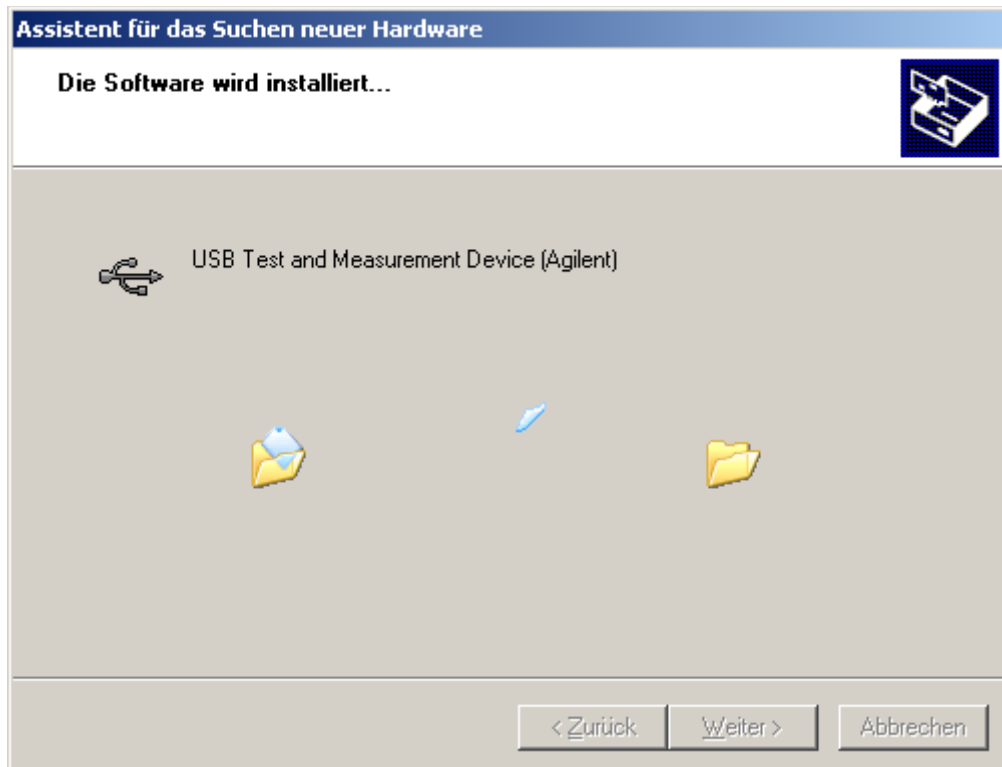 Assistent für das Suchen neuer Hardware
Die Software wird installiert...
USB Test and Measurement Device (Agilent)
< Zurück
Weiter >
Abbrechen